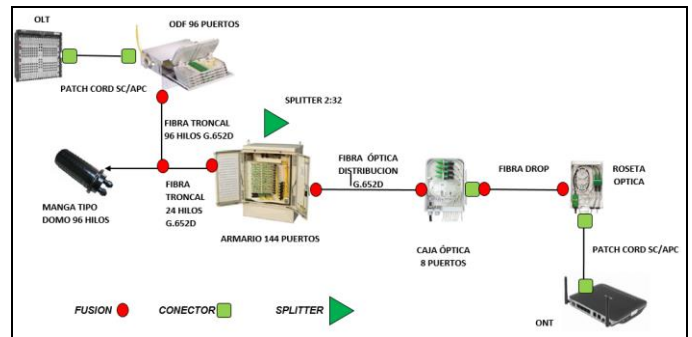 OLT
ODF 96 PUERTOS
PATCH CORD SC/APC
SPLITTER 2:32
FIBRA TRONCAL
96 HILOS G.652D
FIBRA ÓPTICA
DISTRIBUCION
G.652D
FIBRA DROP
ROSETA
OPTICA
MANGA TIPO
DOMO 96 HILOS
FIBRA
TRONCAL
24 HILOS
G.652D
ARMARIO 144 PUERTOS
CAJA ÓPTICA
8 PUERTOS
PATCH CORD SC/APC
FUSION
CONECTOR
SPLITTER
ONT